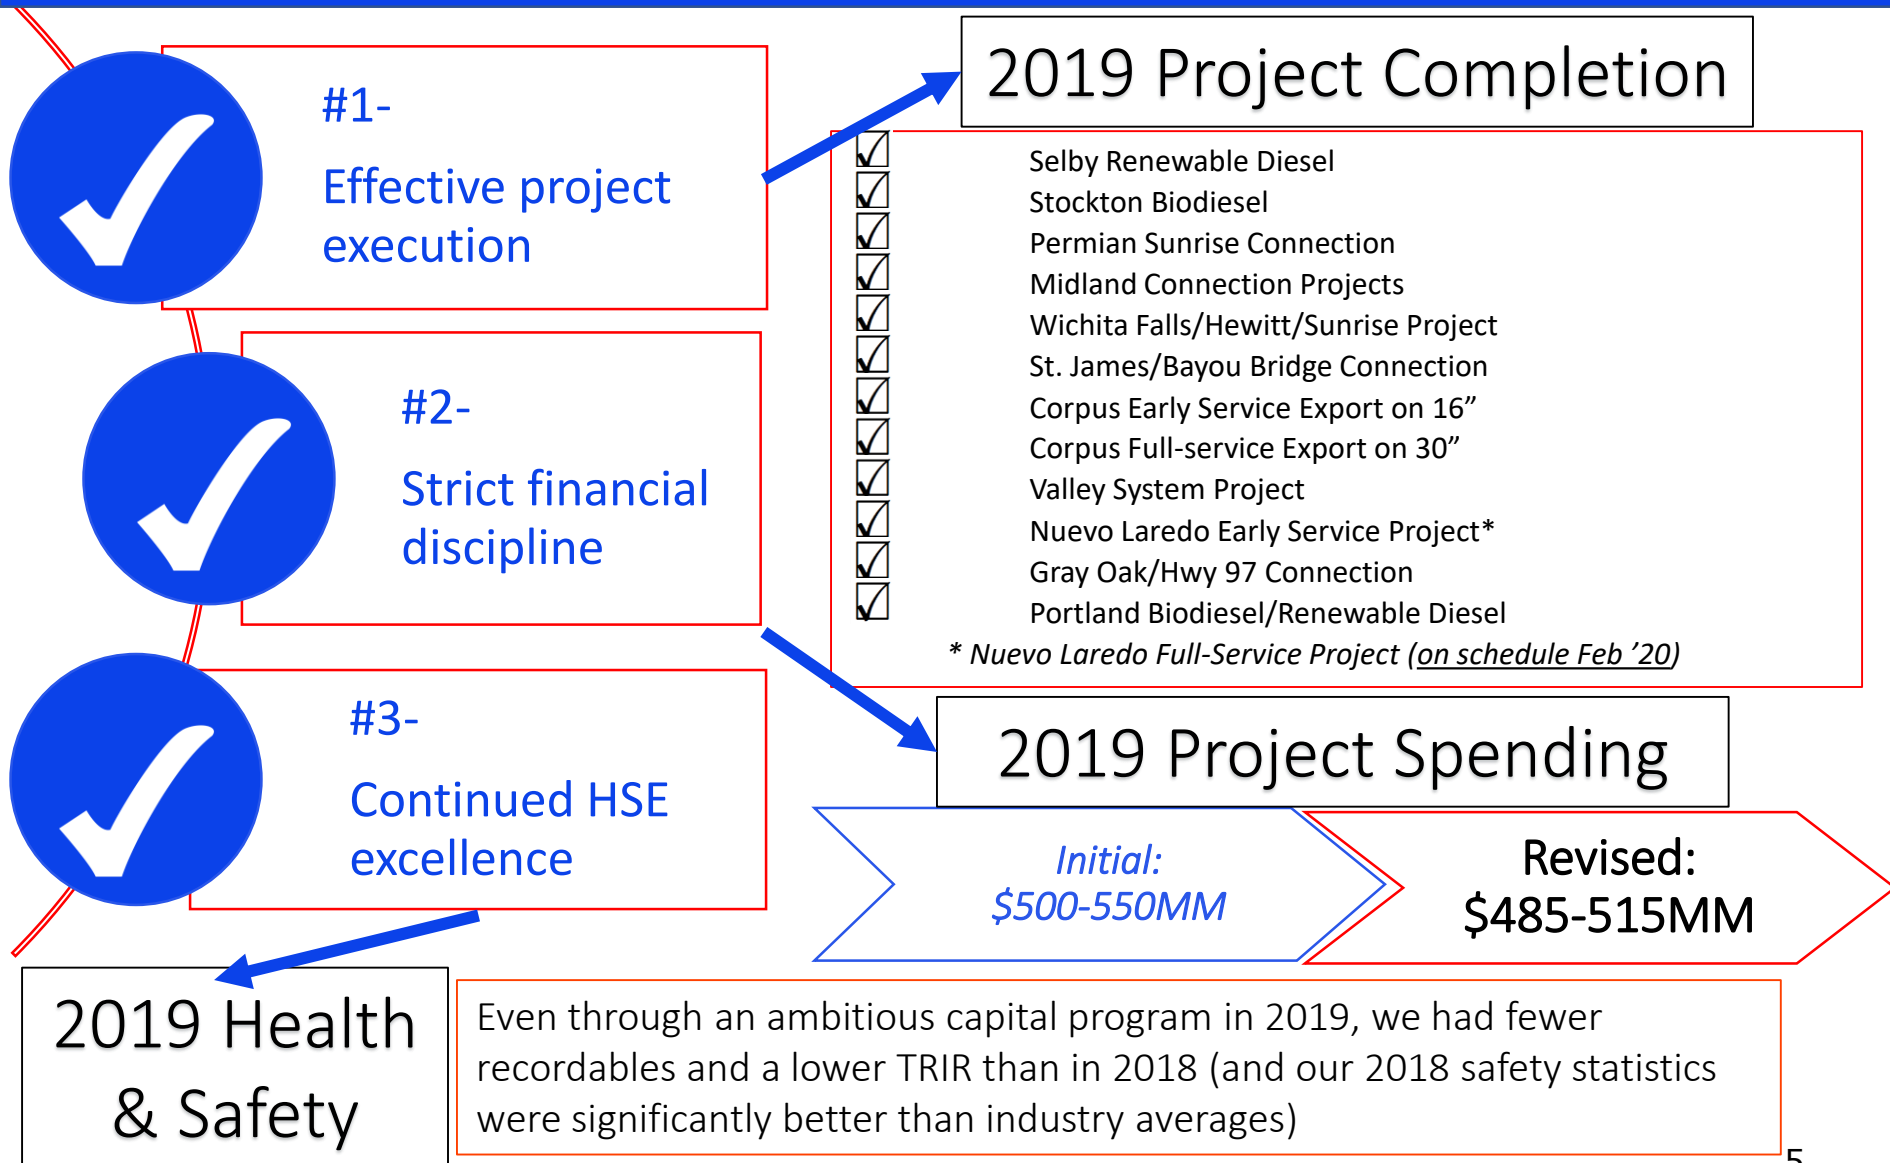 #1-
Effective project
execution
#2-
Strict financial
discipline
#3-
Continued HSE
excellence
2019 Project Completion
Selby Renewable Diesel
Stockton Biodiesel
Permian Sunrise Connection
Midland Connection Projects
Wichita Falls/Hewitt/Sunrise Project
St. James/Bayou Bridge Connection
Corpus Early Service Export on 16”
Corpus Full-service Export on 30”
Valley System Project
Nuevo Laredo Early Service Project*
Gray Oak/Hwy 97 Connection
Portland Biodiesel/Renewable Diesel
* Nuevo Laredo Full-Service Project (on schedule Feb ’20)
2019 Project Spending
Initial:
$500-550MM
Revised:
$485-515MM
2019 Health
& Safety
Even through an ambitious capital program in 2019, we had fewer
recordables and a lower TRIR than in 2018 (and our 2018 safety statistics
were significantly better than industry averages)
5